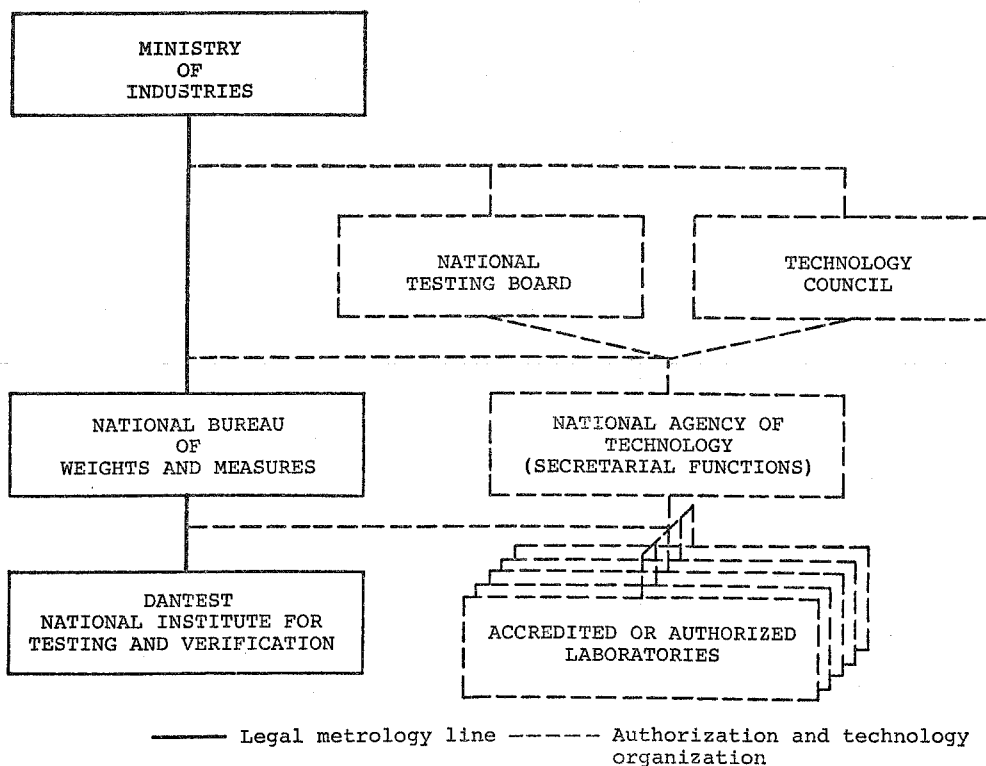 MINISTRY
OF
INDUSTRIES
NATIONAL
TESTING BOARD
TECHNOLOGY
COUNCIL
NATIONAL BUREAU
OF
WEIGHTS AND MEASURES
NATIONAL AGENCY OF
TECHNOLOGY
(SECRETARIAL FUNCTIONS)
DANTEST
NATIONAL INSTITUTE FOR
TESTING AND VERIFICATION
ACCREDITED OR AUTHORIZED
LABORATORIES
Legal metrology line
Authorization and technology
organization